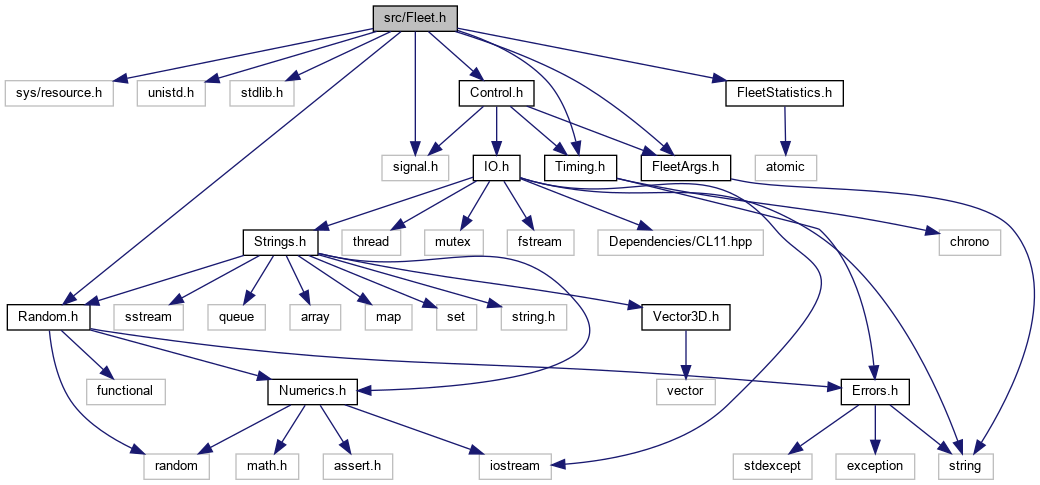 src/Fleet.h
sys/resource.h
unistd.h
stdlib.h
Control.h
FleetStatistics.h
signal.h
IO.h
Timing.h
FleetArgs.h
atomic
Strings.h
thread
mutex
fstream
Dependencies/CL11.hpp
chrono
Random.h
sstream
queue
array
map
set
string.h
Vector3D.h
functional
Numerics.h
vector
Errors.h
random
math.h
assert.h
iostream
stdexcept
exception
string